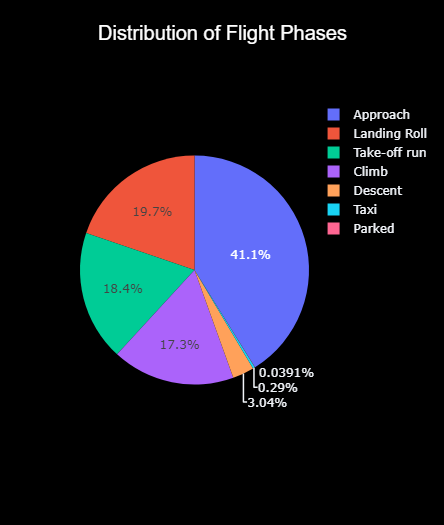 Distribution of Flight Phases
Approach
Landing Roll
Take-off run
Climb
Descent
Taxi
Parked
19.7%
41.1%
18.4%
17.3%
0.0391%
0.29%
3.04%